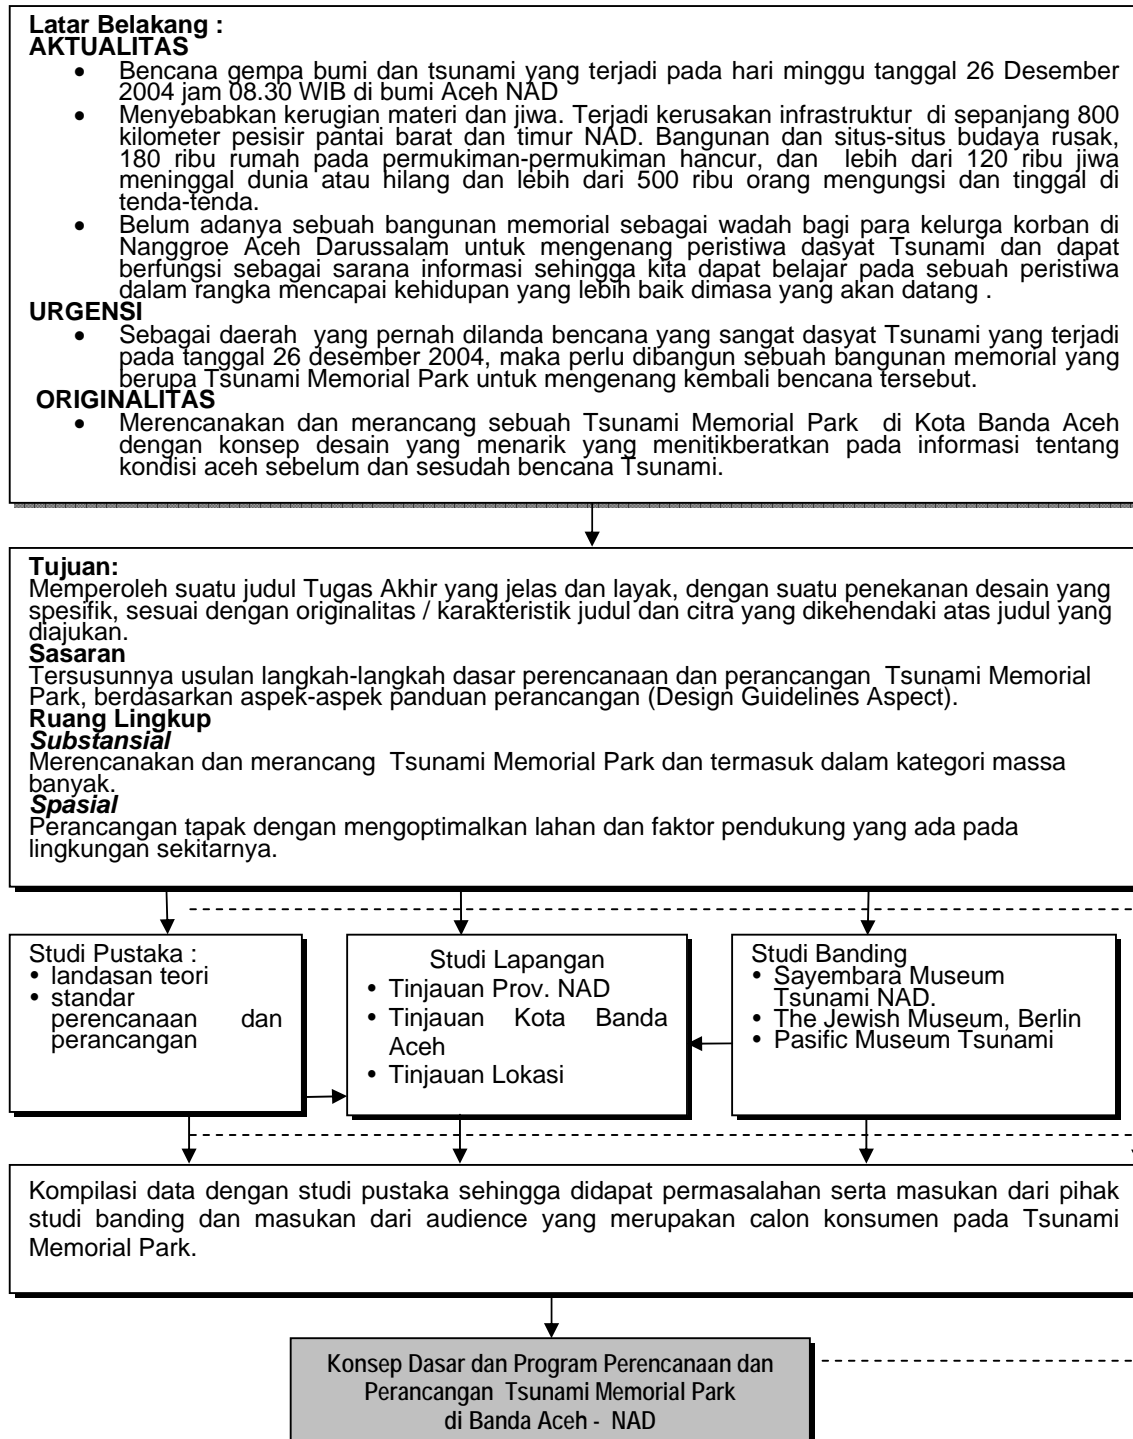 Latar Belakang :
AKTUALITAS
• Bencana gempa bumi dan tsunami yang terjadi pada hari minggu tanggal 26 Desember
2004 jam 08.30 WIB di bumi Aceh NAD
• Menyebabkan kerugian materi dan jiwa. Terjadi kerusakan infrastruktur di sepanjang 800
kilometer pesisir pantai barat dan timur NAD. Bangunan dan situs-situs budaya rusak,
180 ribu rumah pada permukiman-permukiman hancur, dan lebih dari 120 ribu jiwa
meninggal dunia atau hilang dan lebih dari 500 ribu orang mengungsi dan tinggal di
tenda-tenda.
• Belum adanya sebuah bangunan memorial sebagai wadah bagi para kelurga korban di
Nanggroe Aceh Darussalam untuk mengenang peristiwa dasyat Tsunami dan dapat
berfungsi sebagai sarana informasi sehingga kita dapat belajar pada sebuah peristiwa
dalam rangka mencapai kehidupan yang lebih baik dimasa yang akan datang .
URGENSI
• Sebagai daerah yang pernah dilanda bencana yang sangat dasyat Tsunami yang terjadi
pada tanggal 26 desember 2004, maka perlu dibangun sebuah bangunan memorial yang
berupa Tsunami Memorial Park untuk mengenang kembali bencana tersebut.
ORIGINALITAS
• Merencanakan dan merancang sebuah Tsunami Memorial Park di Kota Banda Aceh
dengan konsep desain yang menarik yang menitikberatkan pada informasi tentang
kondisi aceh sebelum dan sesudah bencana Tsunami.
Tujuan:
Memperoleh suatu judul Tugas Akhir yang jelas dan layak, dengan suatu penekanan desain yang
spesifik, sesuai dengan originalitas / karakteristik judul dan citra yang dikehendaki atas judul yang
diajukan.
Sasaran
Tersusunnya usulan langkah-langkah dasar perencanaan dan perancangan Tsunami Memorial
Park, berdasarkan aspek-aspek panduan perancangan (Design Guidelines Aspect).
Ruang Lingkup
Substansial
Merencanakan dan merancang Tsunami Memorial Park dan termasuk dalam kategori massa
banyak.
Spasial
Perancangan tapak dengan mengoptimalkan lahan dan faktor pendukung yang ada pada
lingkungan sekitarnya.
Studi Pustaka :
• landasan teori
• standar
perencanaan dan
perancangan
Studi Lapangan
• Tinjauan Prov. NAD
• Tinjauan Kota Banda
Aceh
• Tinjauan Lokasi
Studi Banding
• Sayembara Museum
Tsunami NAD.
• The Jewish Museum, Berlin
• Pasific Museum Tsunami
Kompilasi data dengan studi pustaka sehingga didapat permasalahan serta masukan dari pihak
studi banding dan masukan dari audience yang merupakan calon konsumen pada Tsunami
Memorial Park.
Konsep Dasar dan Program Perencanaan dan
Perancangan Tsunami Memorial Park
di Banda Aceh - NAD